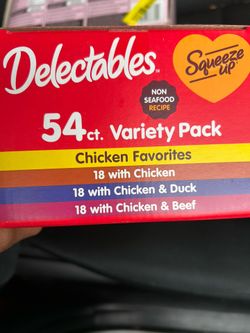 Delectables
Squeeze
UP
NON
SEAFOOD
RECIPE
54ct. Variety Pack
Chicken Favorites
18 with Chicken
18 with Chicken & Duck
18 with Chicken & Beef